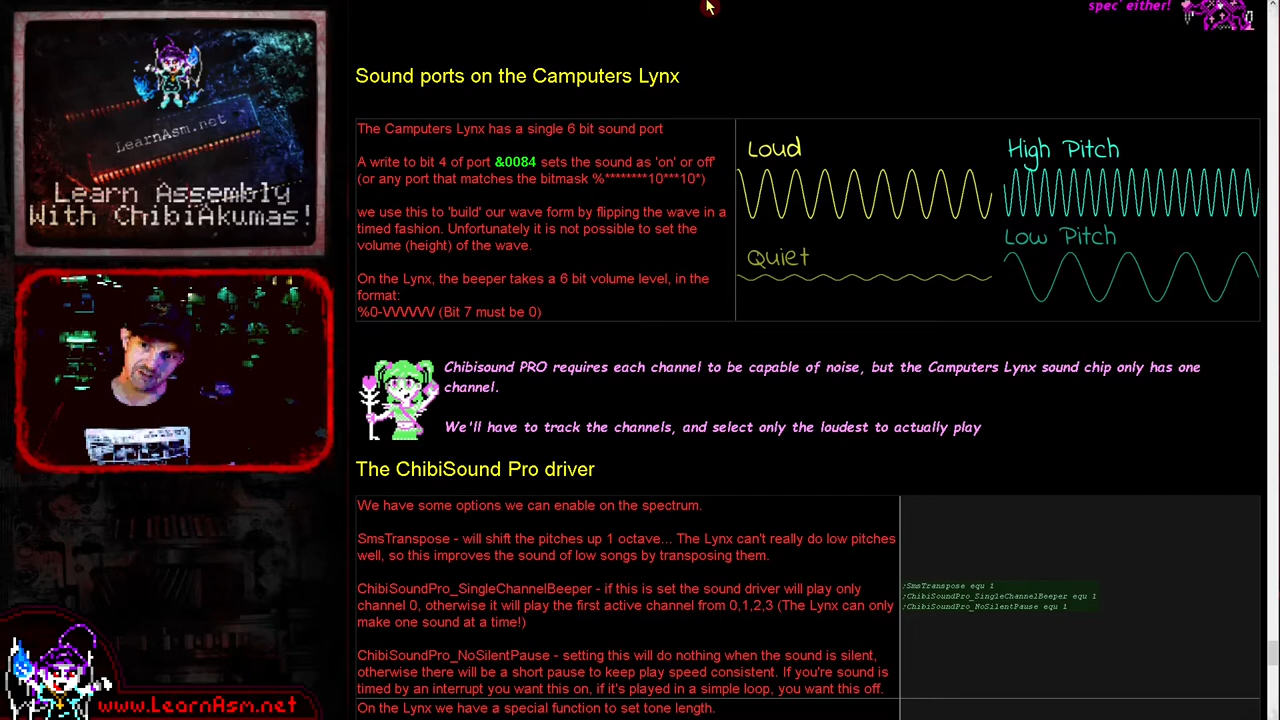 spec' either!
LearnAsm.net
Learn Assembly
With ChibiAkumas!
Sound ports on the Camputers Lynx
The Camputers Lynx has a single 6 bit sound port
A write to bit 4 of port &0084 sets the sound as 'on' or off'
(or any port that matches the bitmask %********10***10*)
we use this to 'build' our wave form by flipping the wave in a
timed fashion. Unfortunately it is not possible to set the
volume (height) of the wave.
On the Lynx, the beeper takes a 6 bit volume level, in the
format:
%0-VVVVVV (Bit 7 must be 0)
Loud
Quiet
High Pitch
Low Pitch
Chibisound PRO requires each channel to be capable of noise, but the Camputers Lynx sound chip only has one
channel.
We'll have to track the channels, and select only the loudest to actually play
The ChibiSound Pro driver
We have some options we can enable on the spectrum.
SmsTranspose - will shift the pitches up 1 octave... The Lynx can't really do low pitches
well, so this improves the sound of low songs by transposing them.
ChibiSoundPro_SingleChannelBeeper - if this is set the sound driver will play only
channel 0, otherwise it will play the first active channel from 0,1,2,3 (The Lynx can only
make one sound at a time!)
ChibiSoundPro_NoSilentPause - setting this will do nothing when the sound is silent,
otherwise there will be a short pause to keep play speed consistent. If you're sound is
timed by an interrupt you want this on, if it's played in a simple loop, you want this off.
;SmsTranspose equ 1
;ChibiSoundPro_SingleChannelBeeper equ 1
;ChibiSoundPro_NoSilentPause equ 1
On the Lynx we have a special function to set tone length.
www.LearnAsm.net